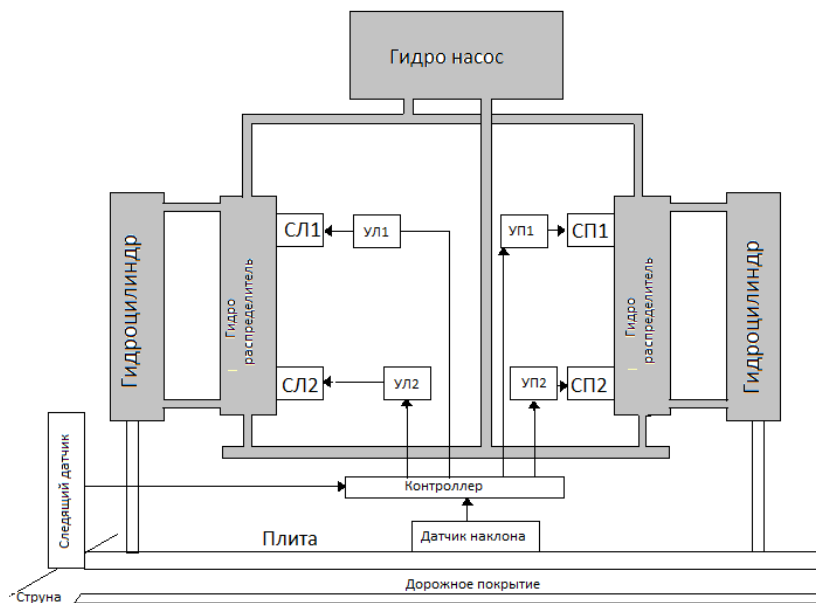 Гидро насос
Гидроцилиндр
Гидро
распределитель
СЛ1
УЛ1
УП1
СП1
Гидро
распределитель
Гидроцилиндр
СЛ2
УЛ2
УП2
СП2
Следящий датчик
Контроллер
Плита
Датчик наклона
Дорожное покрытие
Струна